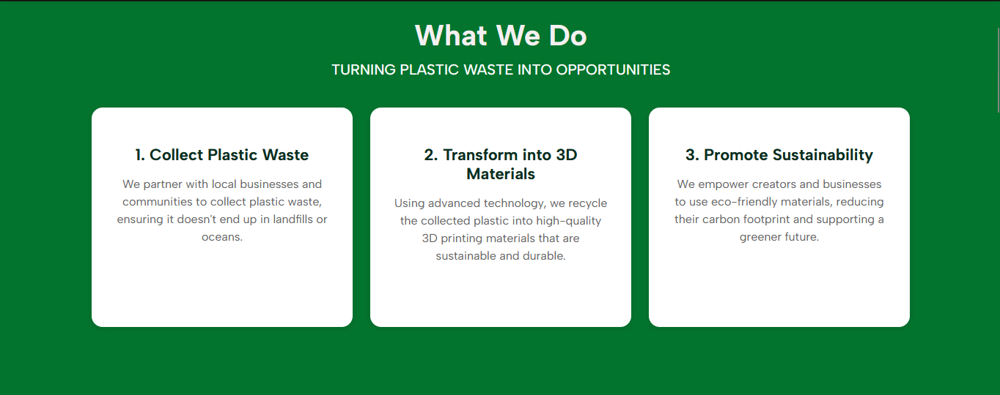 What We Do
TURNING PLASTIC WASTE INTO OPPORTUNITIES
1. Collect Plastic Waste
We partner with local businesses and
communities to collect plastic waste,
ensuring it doesn't end up in landfills or
oceans.
2. Transform into 3D
Materials
Using advanced technology, we recycle
the collected plastic into high-quality
3D printing materials that are
sustainable and durable.
3. Promote Sustainability
We empower creators and businesses
to use eco-friendly materials, reducing
their carbon footprint and supporting a
greener future.